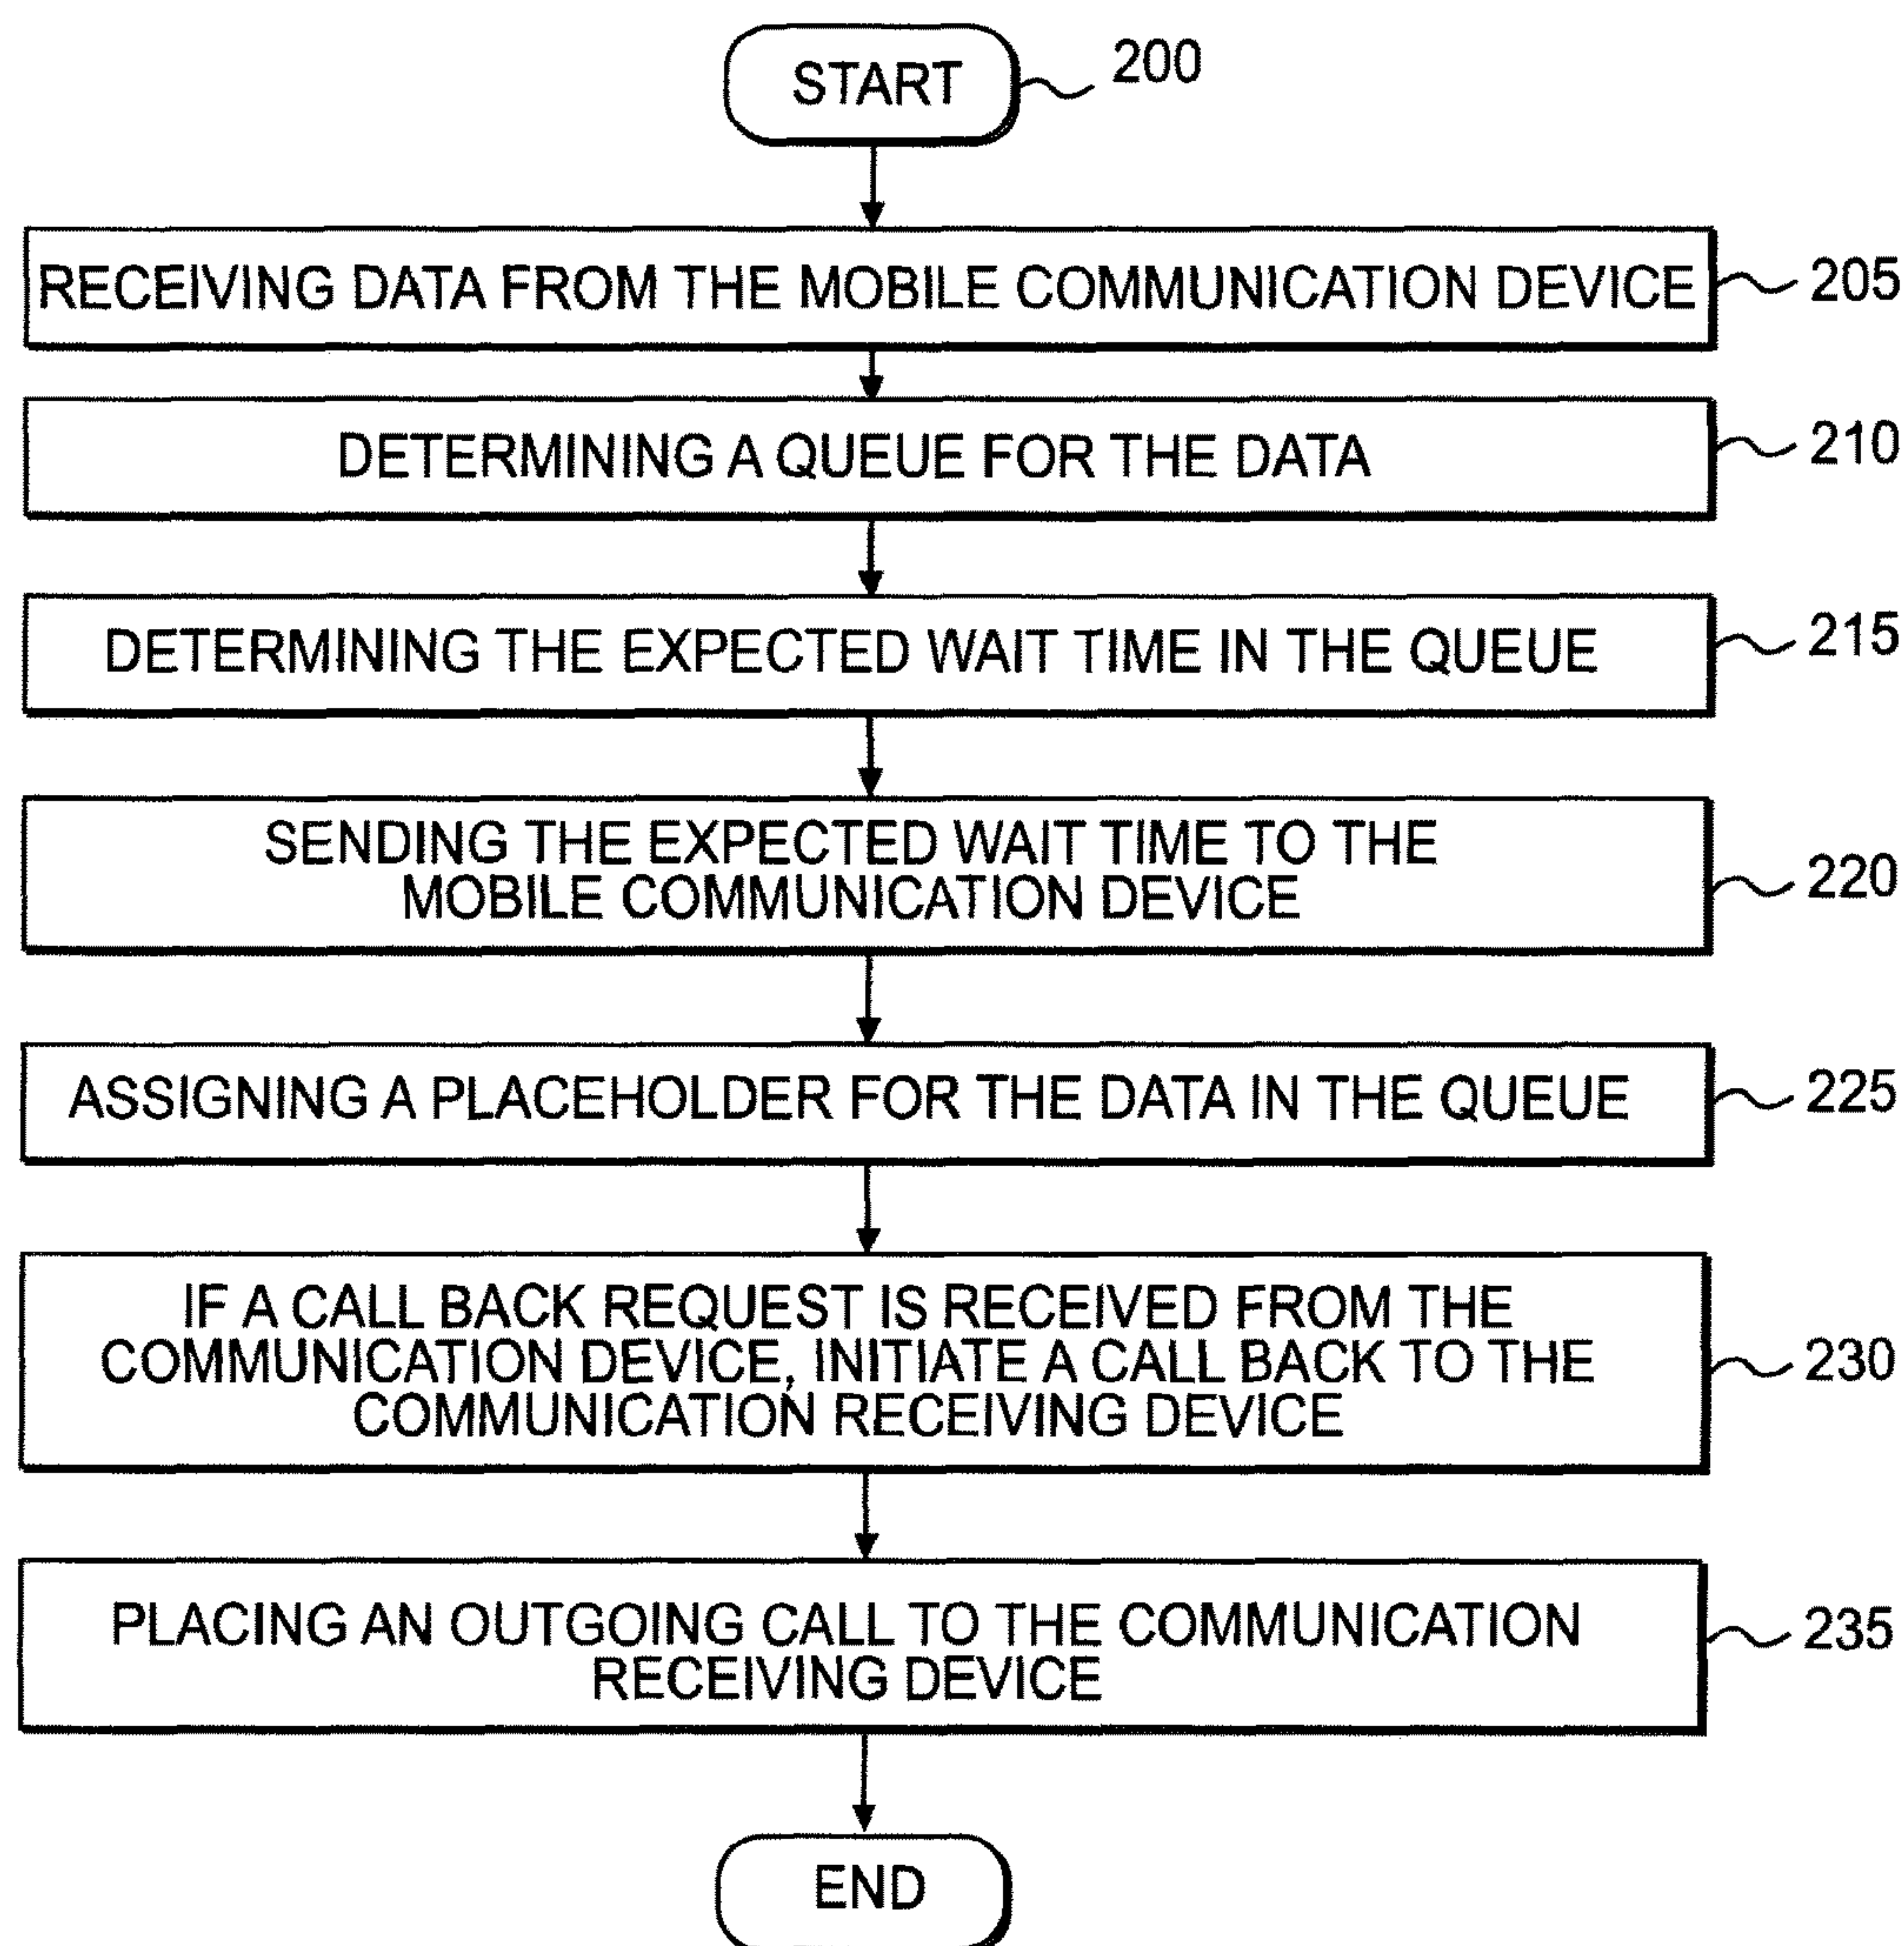 START
200
RECEIVING DATA FROM THE MOBILE COMMUNICATION DEVICE
205
DETERMINING A QUEUE FOR THE DATA
210
DETERMINING THE EXPECTED WAIT TIME IN THE QUEUE
215
SENDING THE EXPECTED WAIT TIME TO THE
MOBILE COMMUNICATION DEVICE
220
ASSIGNING A PLACEHOLDER FOR THE DATA IN THE QUEUE
225
IF A CALL BACK REQUEST IS RECEIVED FROM THE
COMMUNICATION DEVICE, INITIATE A CALL BACK TO THE
COMMUNICATION RECEIVING DEVICE
230
PLACING AN OUTGOING CALL TO THE COMMUNICATION
RECEIVING DEVICE
235
END